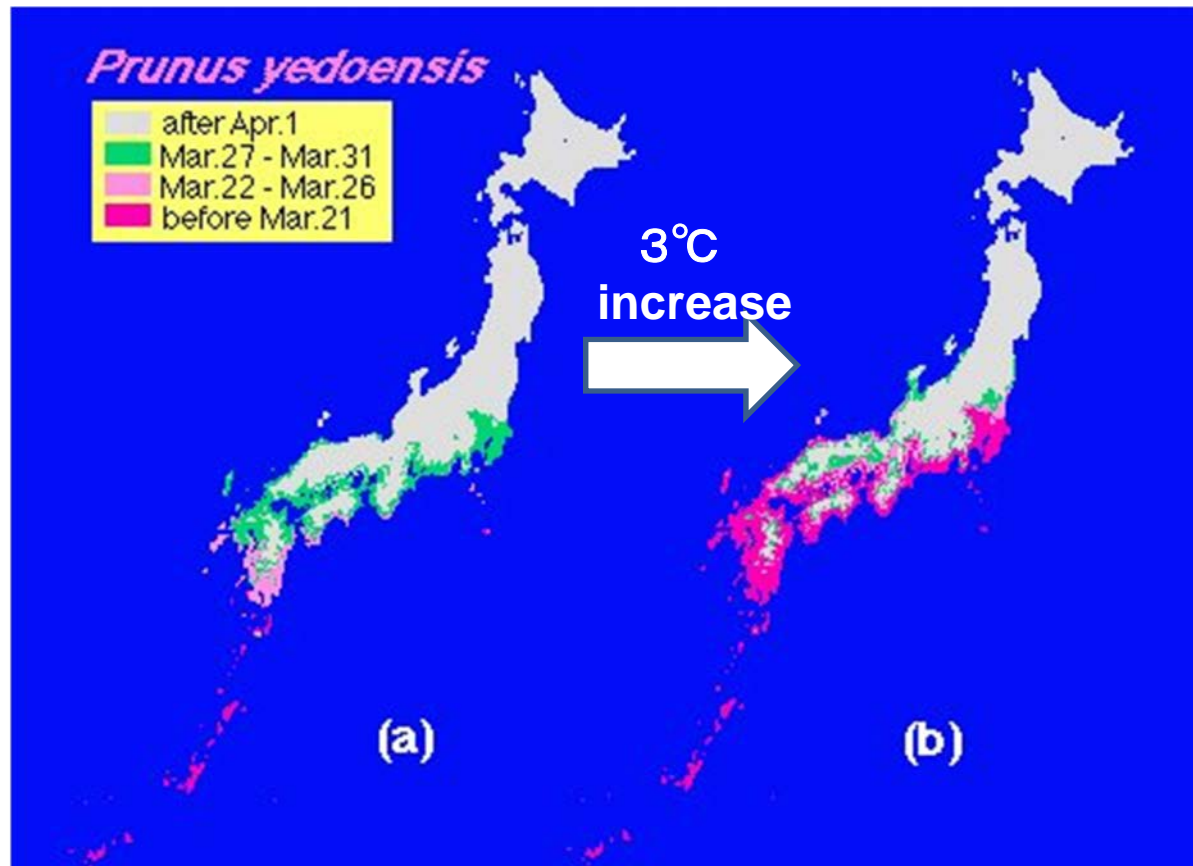 Prunus yedoensis
after Apr.1
Mar.27 - Mar.31
Mar.22 - Mar.26
before Mar.21
3℃
increase
(a)
(b)